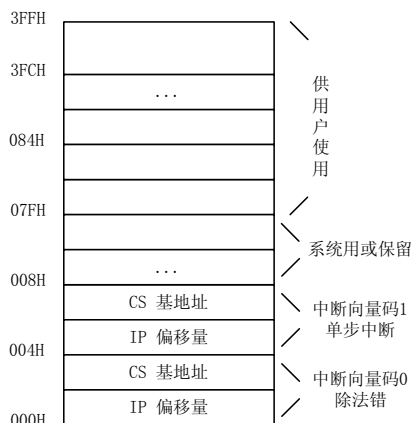 3FFH
3FCH
...
供用户使用
084H
07FH
系统用或保留
008H
...
CS 基地址
中断向量码1
IP 偏移量
单步中断
004H
CS 基地址
中断向量码0
IP 偏移量
除法错
000H